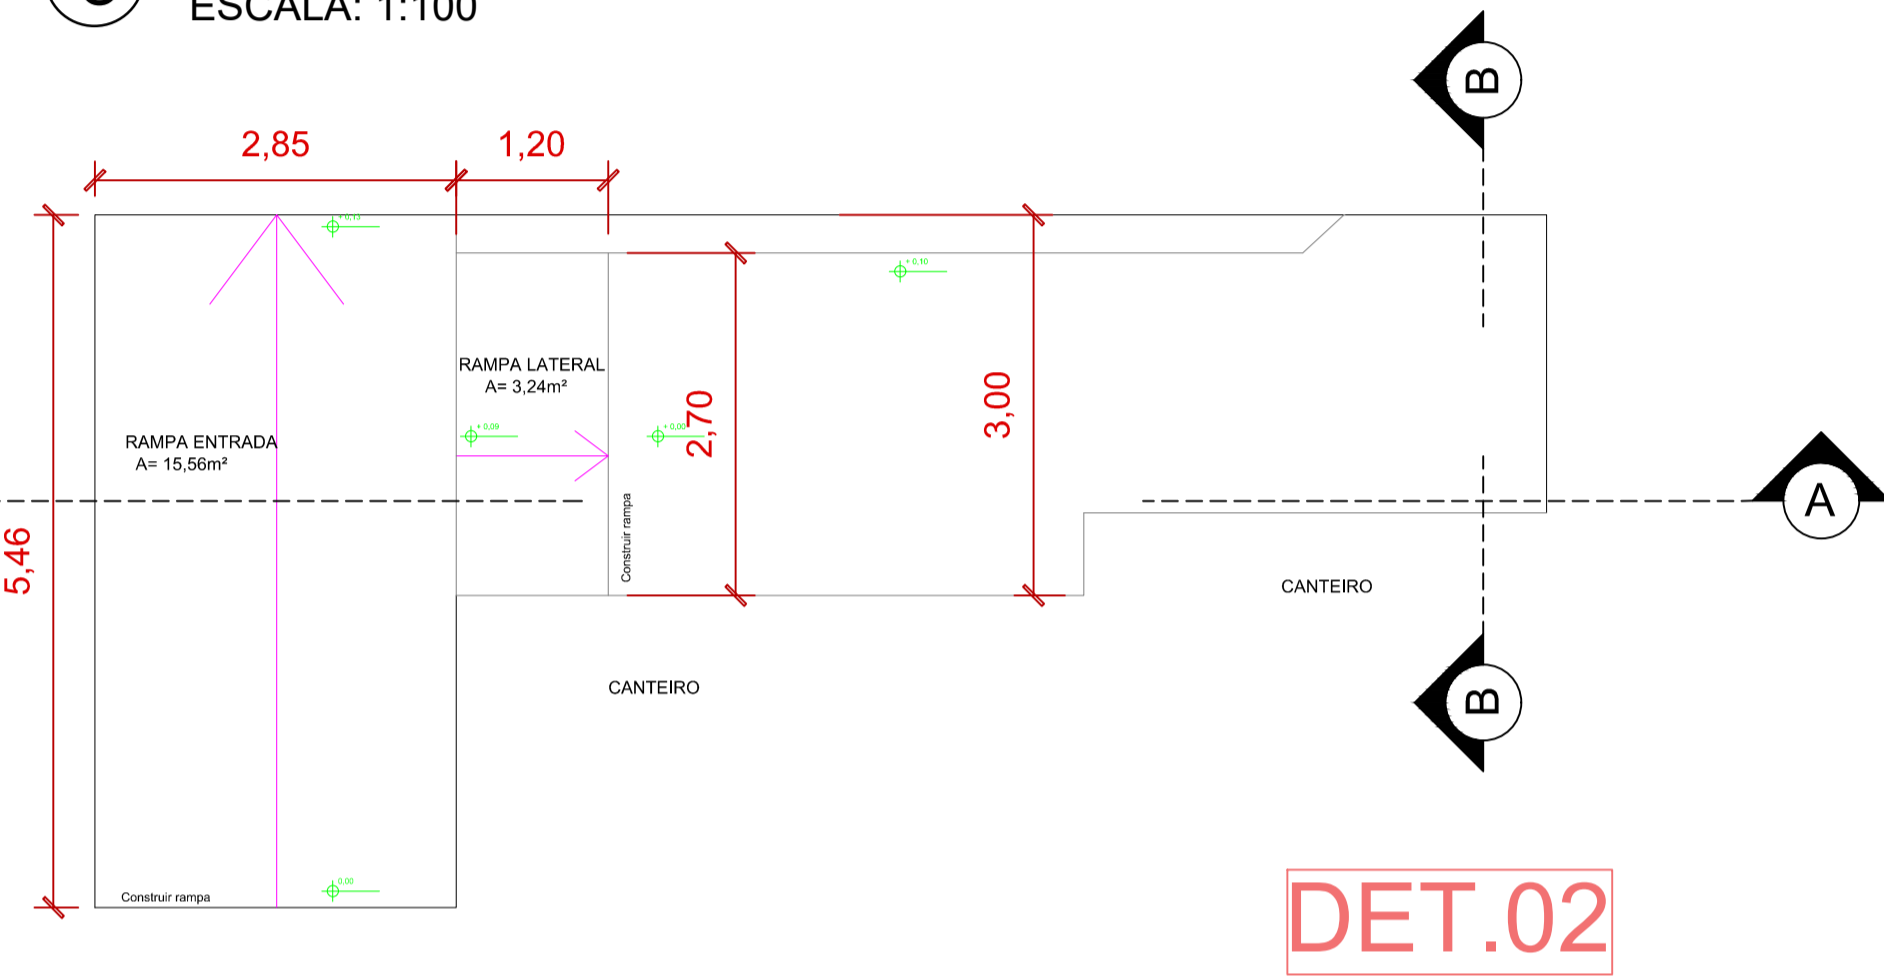 ESCALA: 1:100
B
2,85
1,20
+ 0,10
RAMPA LATERAL
A= 3,24m²
3,00
2,70
+ 0,09
RAMPA ENTRADA
A= 15,56m²
Construir rampa
A
5,46
CANTEIRO
CANTEIRO
B
0.00
Construir rampa
DET.02